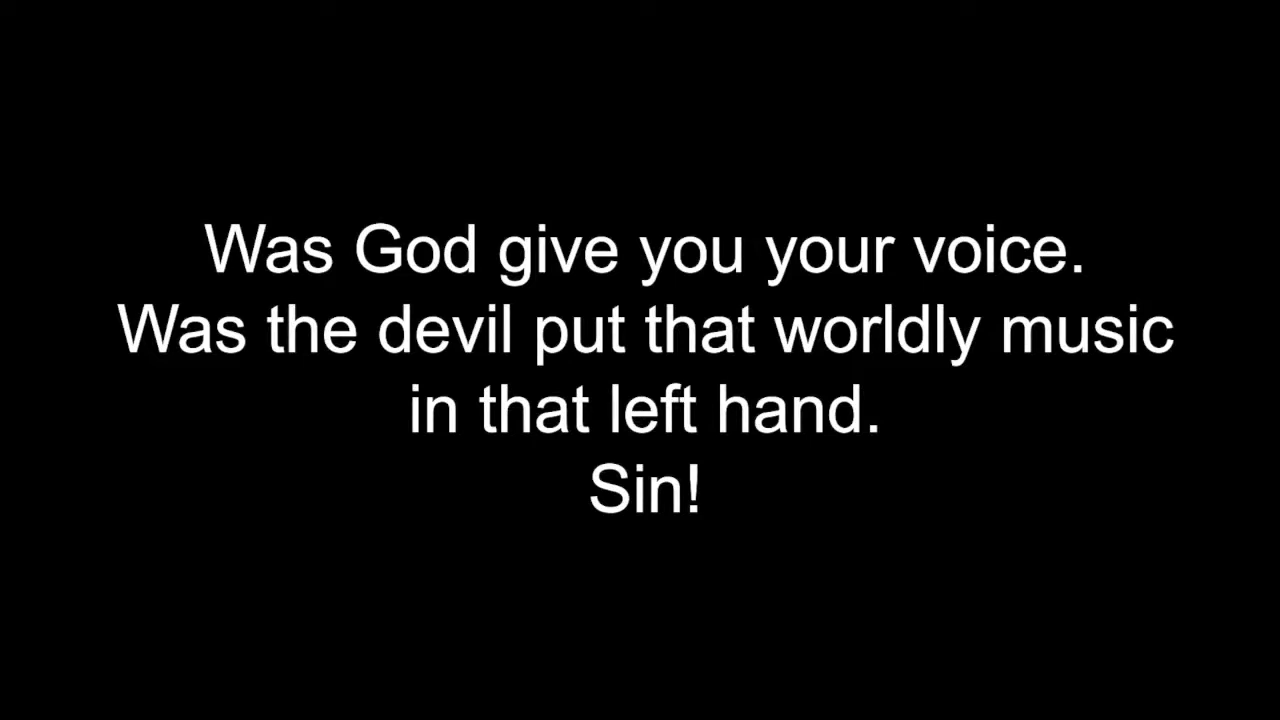 Was God give you your voice.
Was the devil put that worldly music
in that left hand.
Sin!